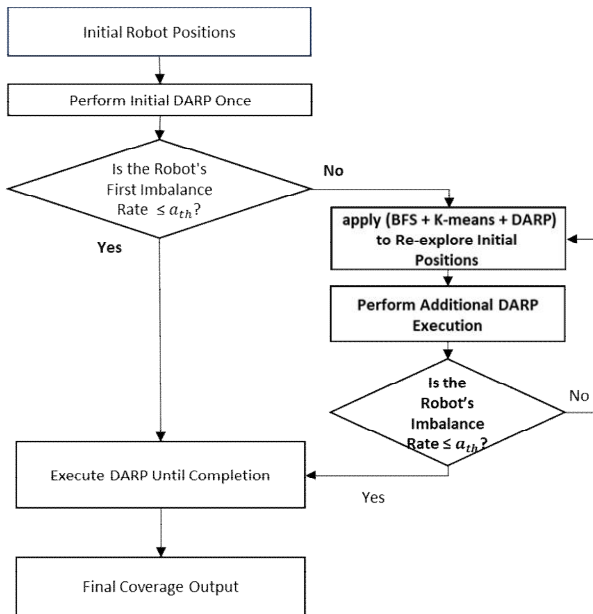 Initial Robot Positions
Perform Initial DARP Once
Is the Robot's
First Imbalance
Rate ≤ aₜₕ?
No
Yes
apply (BFS + K-means + DARP)
to Re-explore Initial
Positions
Perform Additional DARP
Execution
Is the
Robot’s
Imbalance
Rate ≤ aₜₕ?
No
Yes
Execute DARP Until Completion
Final Coverage Output